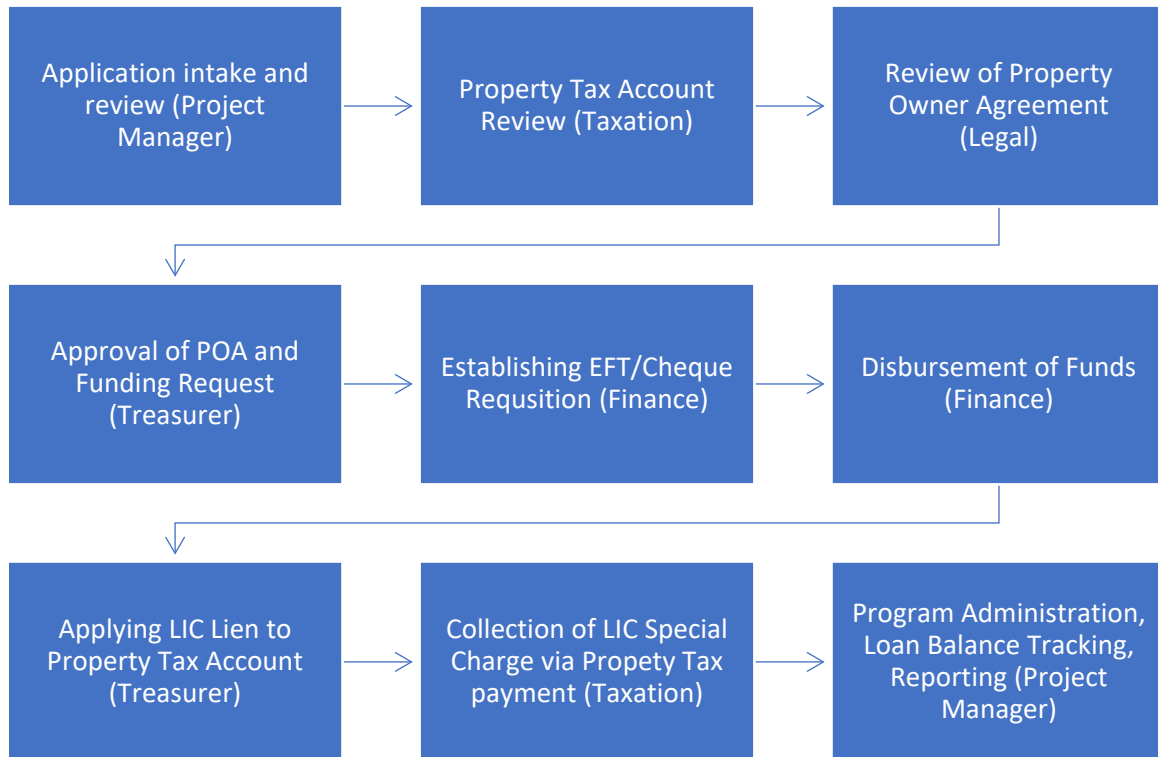 Application intake and
review (Project
Manager)
Property Tax Account
Review (Taxation)
Review of Property
Owner Agreement
(Legal)
Approval of POA and
Funding Request
(Treasurer)
Establishing EFT/Cheque
Requsition (Finance)
Disbursement of Funds
(Finance)
Applying LIC Lien to
Property Tax Account
(Treasurer)
Collection of LIC Special
Charge via Propety Tax
payment (Taxation)
Program Administration,
Loan Balance Tracking,
Reporting (Project
Manager)